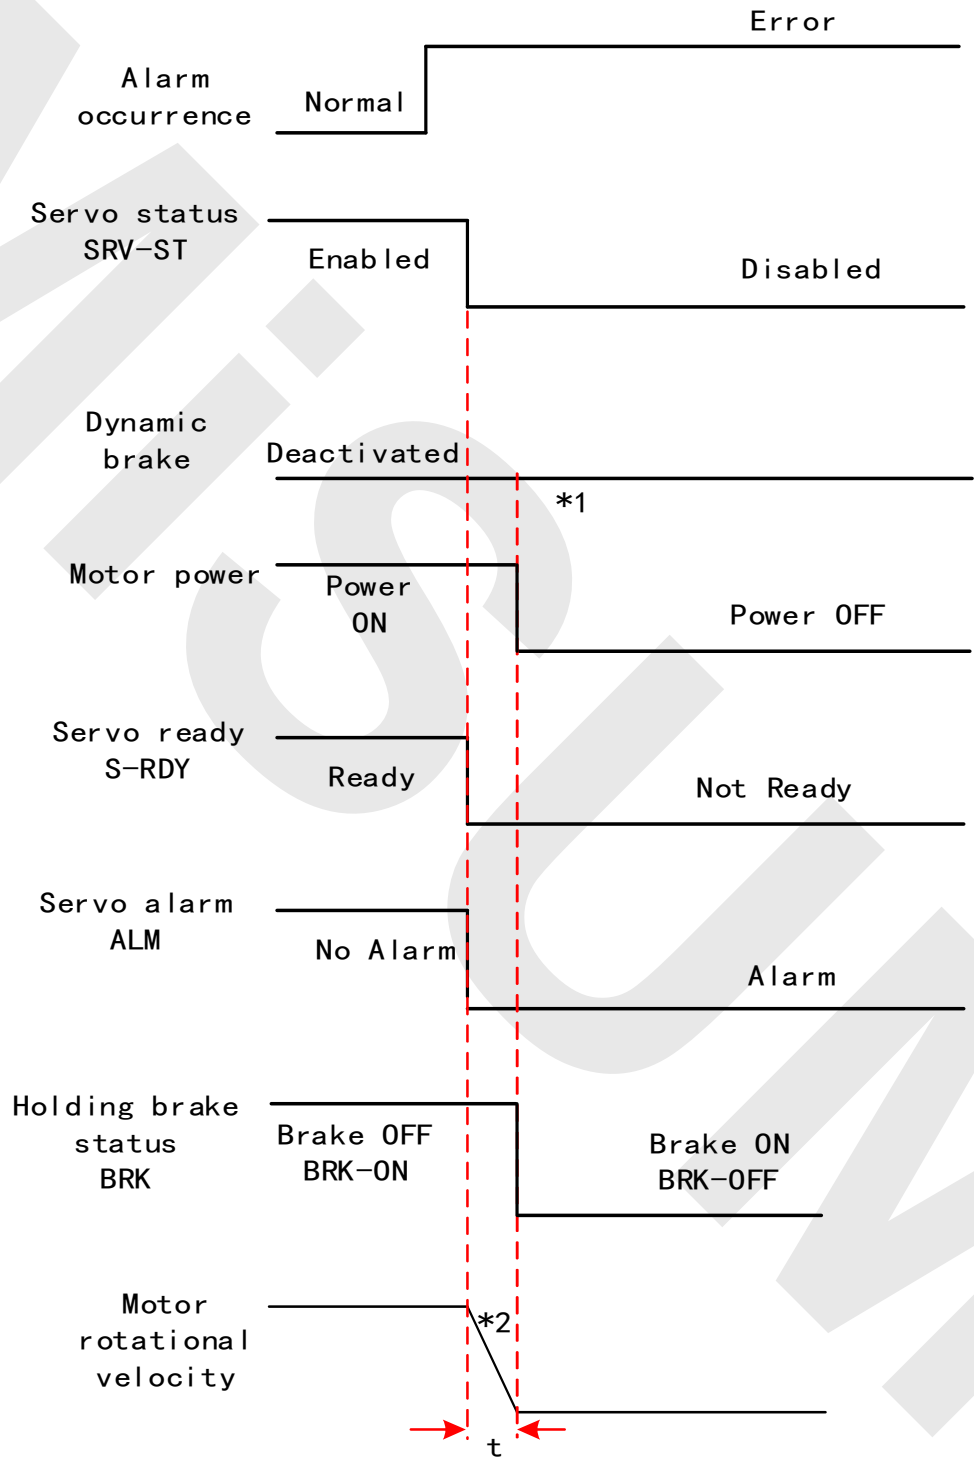 Error
Alarm
occurrence
Normal
Servo status
SRV-ST
Enabled
Disabled
Dynamic
brake
Deactivated
*1
Motor power
Power
ON
Power OFF
Servo ready
S-RDY
Ready
Not Ready
Servo alarm
ALM
No Alarm
Alarm
Holding brake
status
BRK
Brake OFF
BRK-ON
Brake ON
BRK-OFF
Motor
rotational
velocity
*2
t
MiSUMi